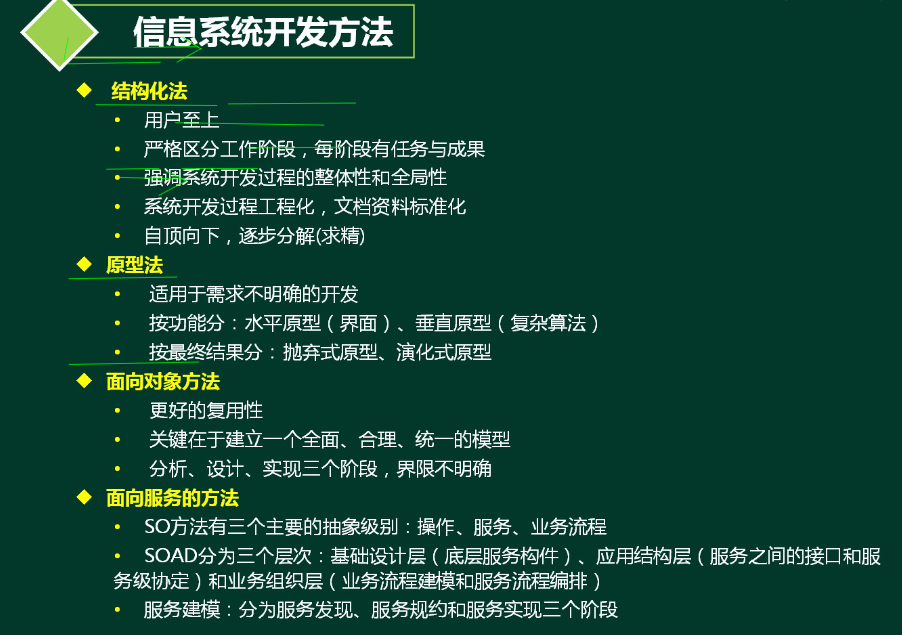 信息系统开发方法
结构化法
用户至上
严格区分工作阶段，每阶段有任务与成果
强调系统开发过程的整体性和全局性
系统开发过程工程化，文档资料标准化
自顶向下，逐步分解(求精)
原型法
适用于需求不明确的开发
按功能分：水平原型（界面）、垂直原型（复杂算法）
按最终结果分：抛弃式原型、演化式原型
面向对象方法
更好的复用性
关键在于建立一个全面、合理、统一的模型
分析、设计、实现三个阶段，界限不明确
面向服务的方法
SO方法有三个主要的抽象级别：操作、服务、业务流程
SOAD分为三个层次：基础设计层（底层服务构件）、应用结构层（服务之间的接口和服
务级协定）和业务组织层（业务流程建模和服务流程编排）
服务建模：分为服务发现、服务规约和服务实现三个阶段